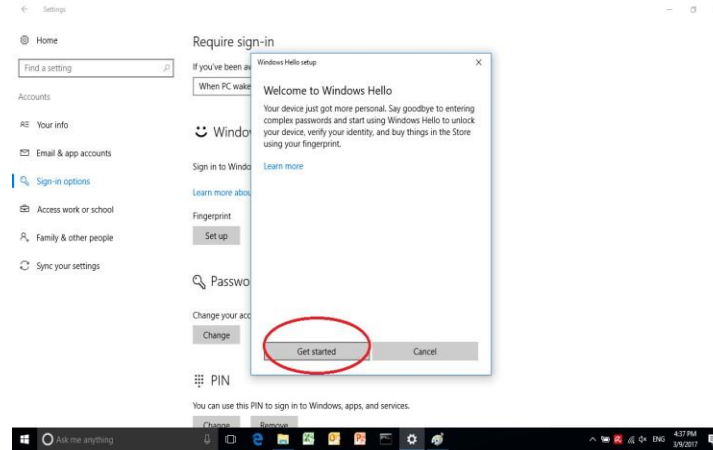 Settings
Home
Find a setting
Accounts
Your info
Email & app accounts
Sign-in options
Access work or school
Family & other people
Sync your settings
Require sign-in
If you've been aw
When PC wake
Windo
Sign in to Windo
Learn more abou
Fingerprint
Set up
Passwo
Change your acc
Change
PIN
You can use this PIN to sign in to Windows, apps, and services.
Change Remove
Windows Hello setup
Welcome to Windows Hello
Your device just got more personal. Say goodbye to entering
complex passwords and start using Windows Hello to unlock
your device, verify your identity, and buy things in the Store
using your fingerprint.
Learn more
Get started Cancel
Ask me anything
ENG
4:37 PM
3/9/2017